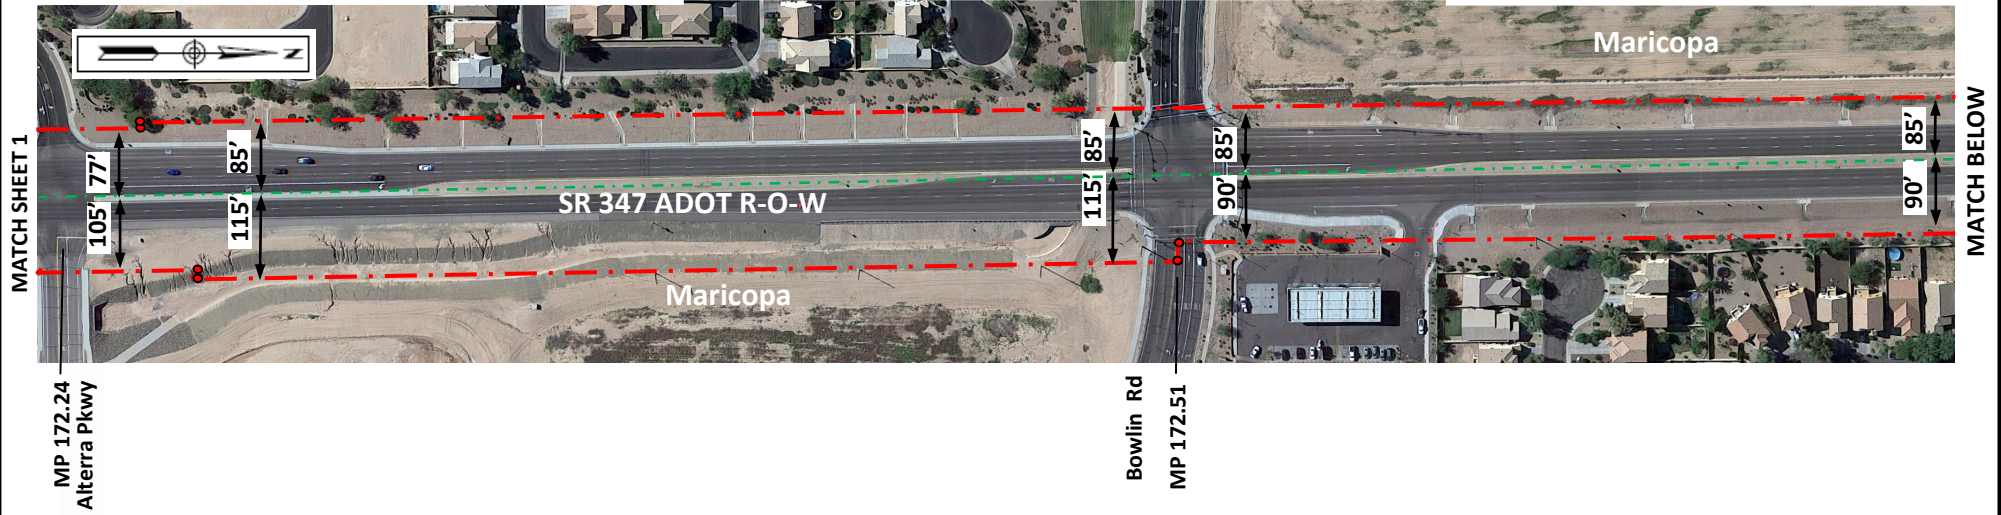 N
Maricopa
MATCH SHEET 1
77'
85'
85'
85'
85'
105'
115'
SR 347 ADOT R-O-W
115'
90'
90'
MATCH BELOW
Maricopa
MP 172.24
Alterra Pkwy
Bowlin Rd
MP 172.51